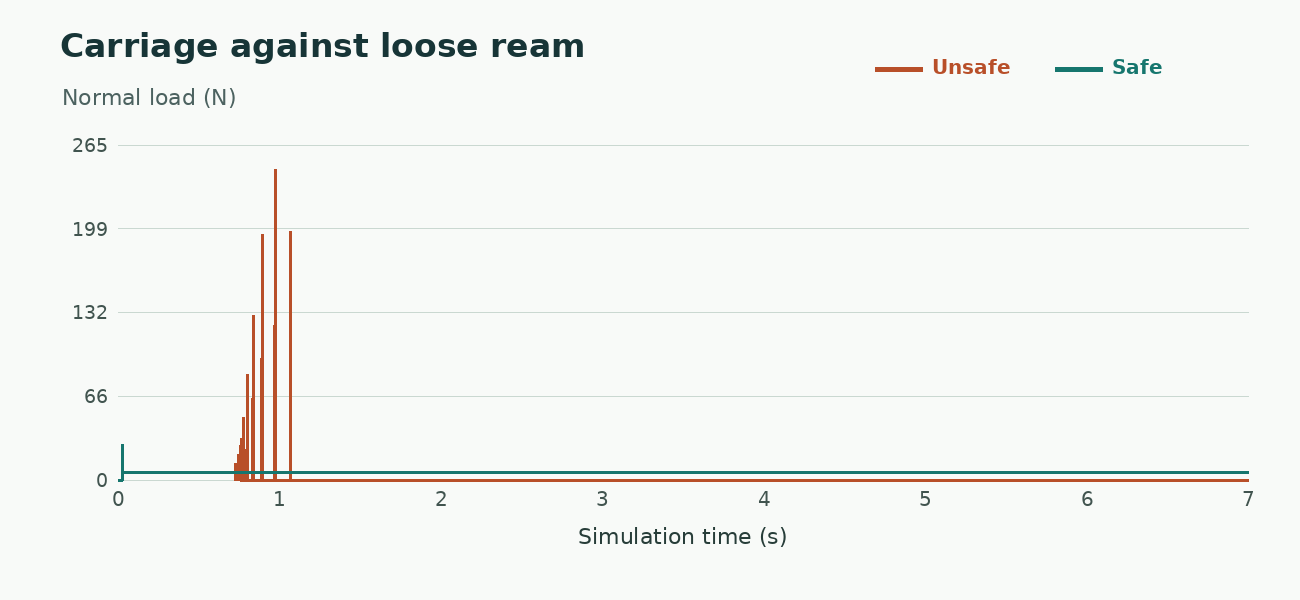 Carriage against loose ream
Unsafe
Safe
Normal load (N)
265
199
132
66
0
0 1 2 3 4 5 6 7
Simulation time (s)